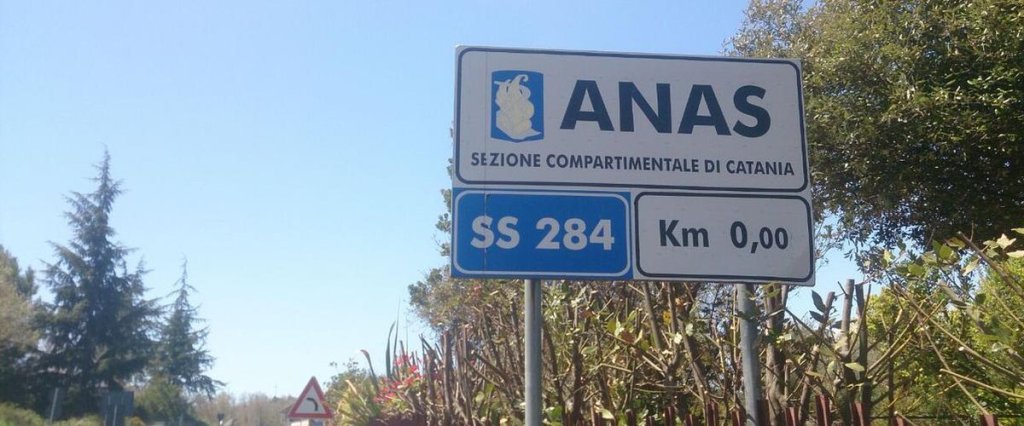 ANAS
SEZIONE COMPARTIMENTALE DI CATANIA
SS 284
Km 0,00